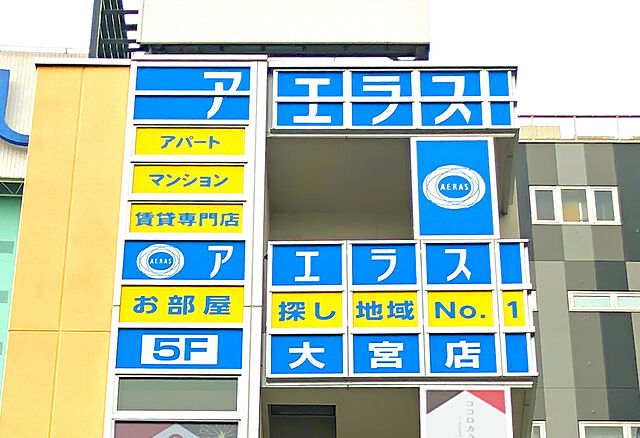 アエラス
アパート
マンション
賃貸専門店
AERAS
AERAS アエラス
お部屋探し地域No.1
5F 大宮店
ココロカ